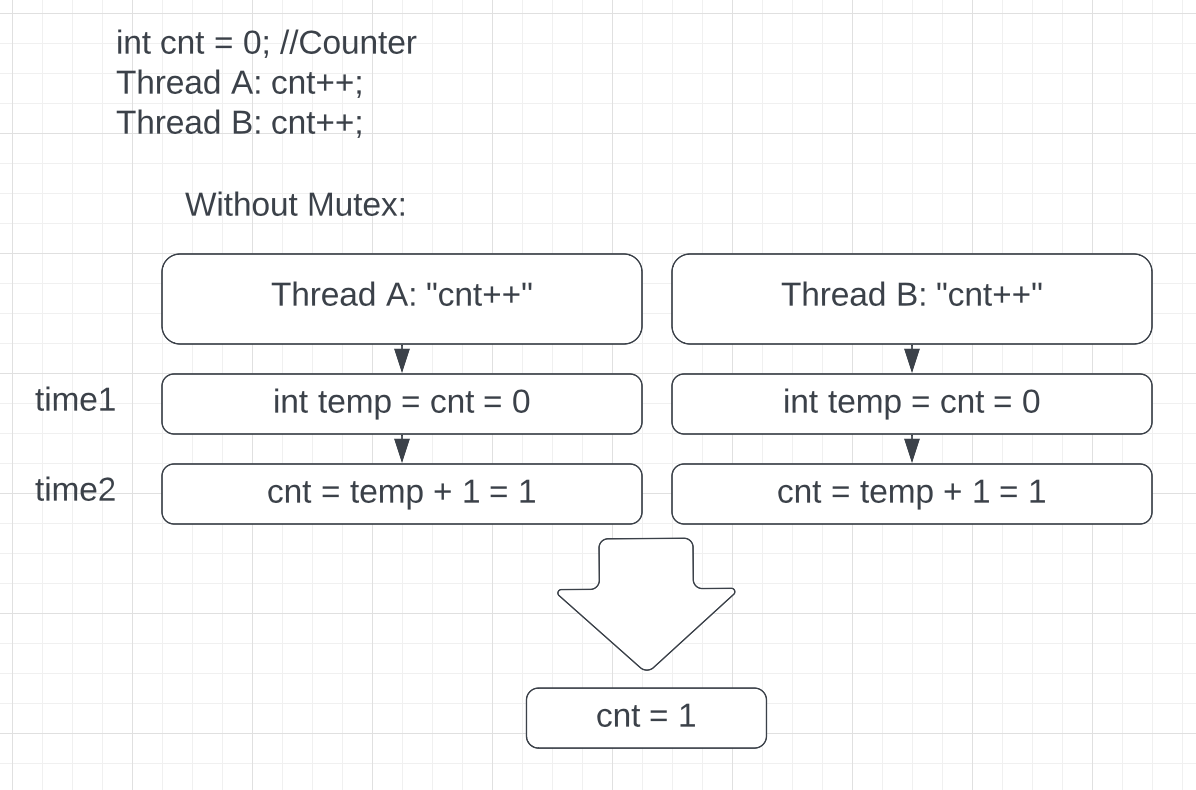 int cnt = 0; //Counter
Thread A: cnt++;
Thread B: cnt++;
Without Mutex:
Thread A: "cnt++"
Thread B: "cnt++"
time1
int temp = cnt = 0
int temp = cnt = 0
time2
cnt = temp + 1 = 1
cnt = temp + 1 = 1
cnt = 1